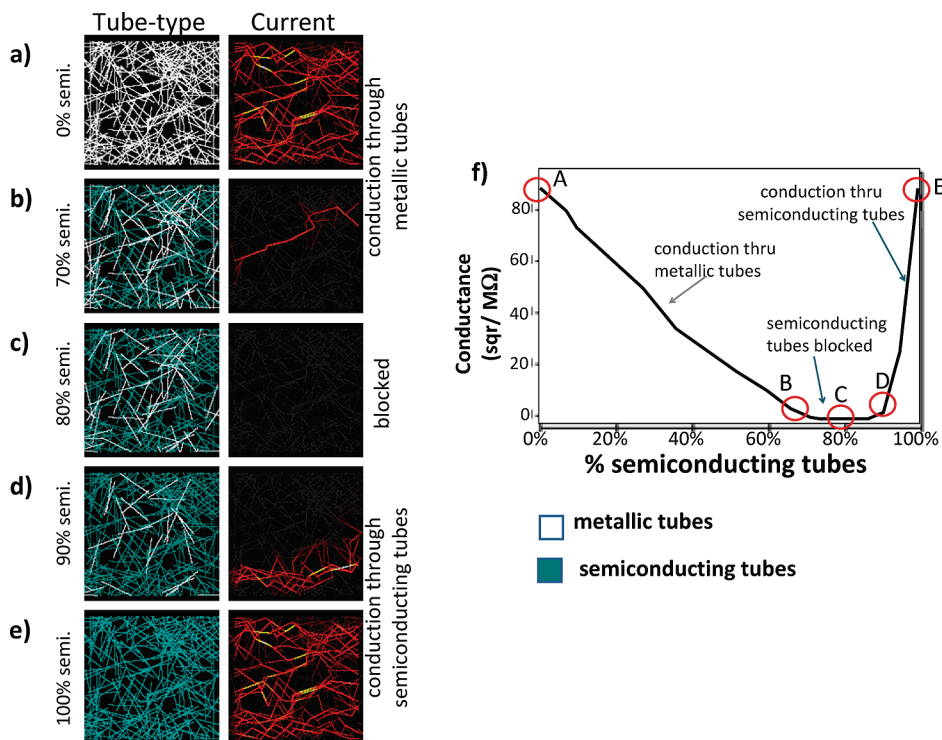 Tube-type
Current
a)
0% semi.
b)
70% semi.
conduction through
metallic tubes
c)
80% semi.
blocked
d)
90% semi.
e)
100% semi.
conduction through
semiconducting tubes
f)
A
E
conduction thru
semiconducting tubes
conduction thru
metallic tubes
semiconducting
tubes blocked
B
C
D
Conductance
(sqr/ MΩ)
80
60
40
20
0
0%
20%
40%
60%
80%
100%
% semiconducting tubes
metallic tubes
semiconducting tubes